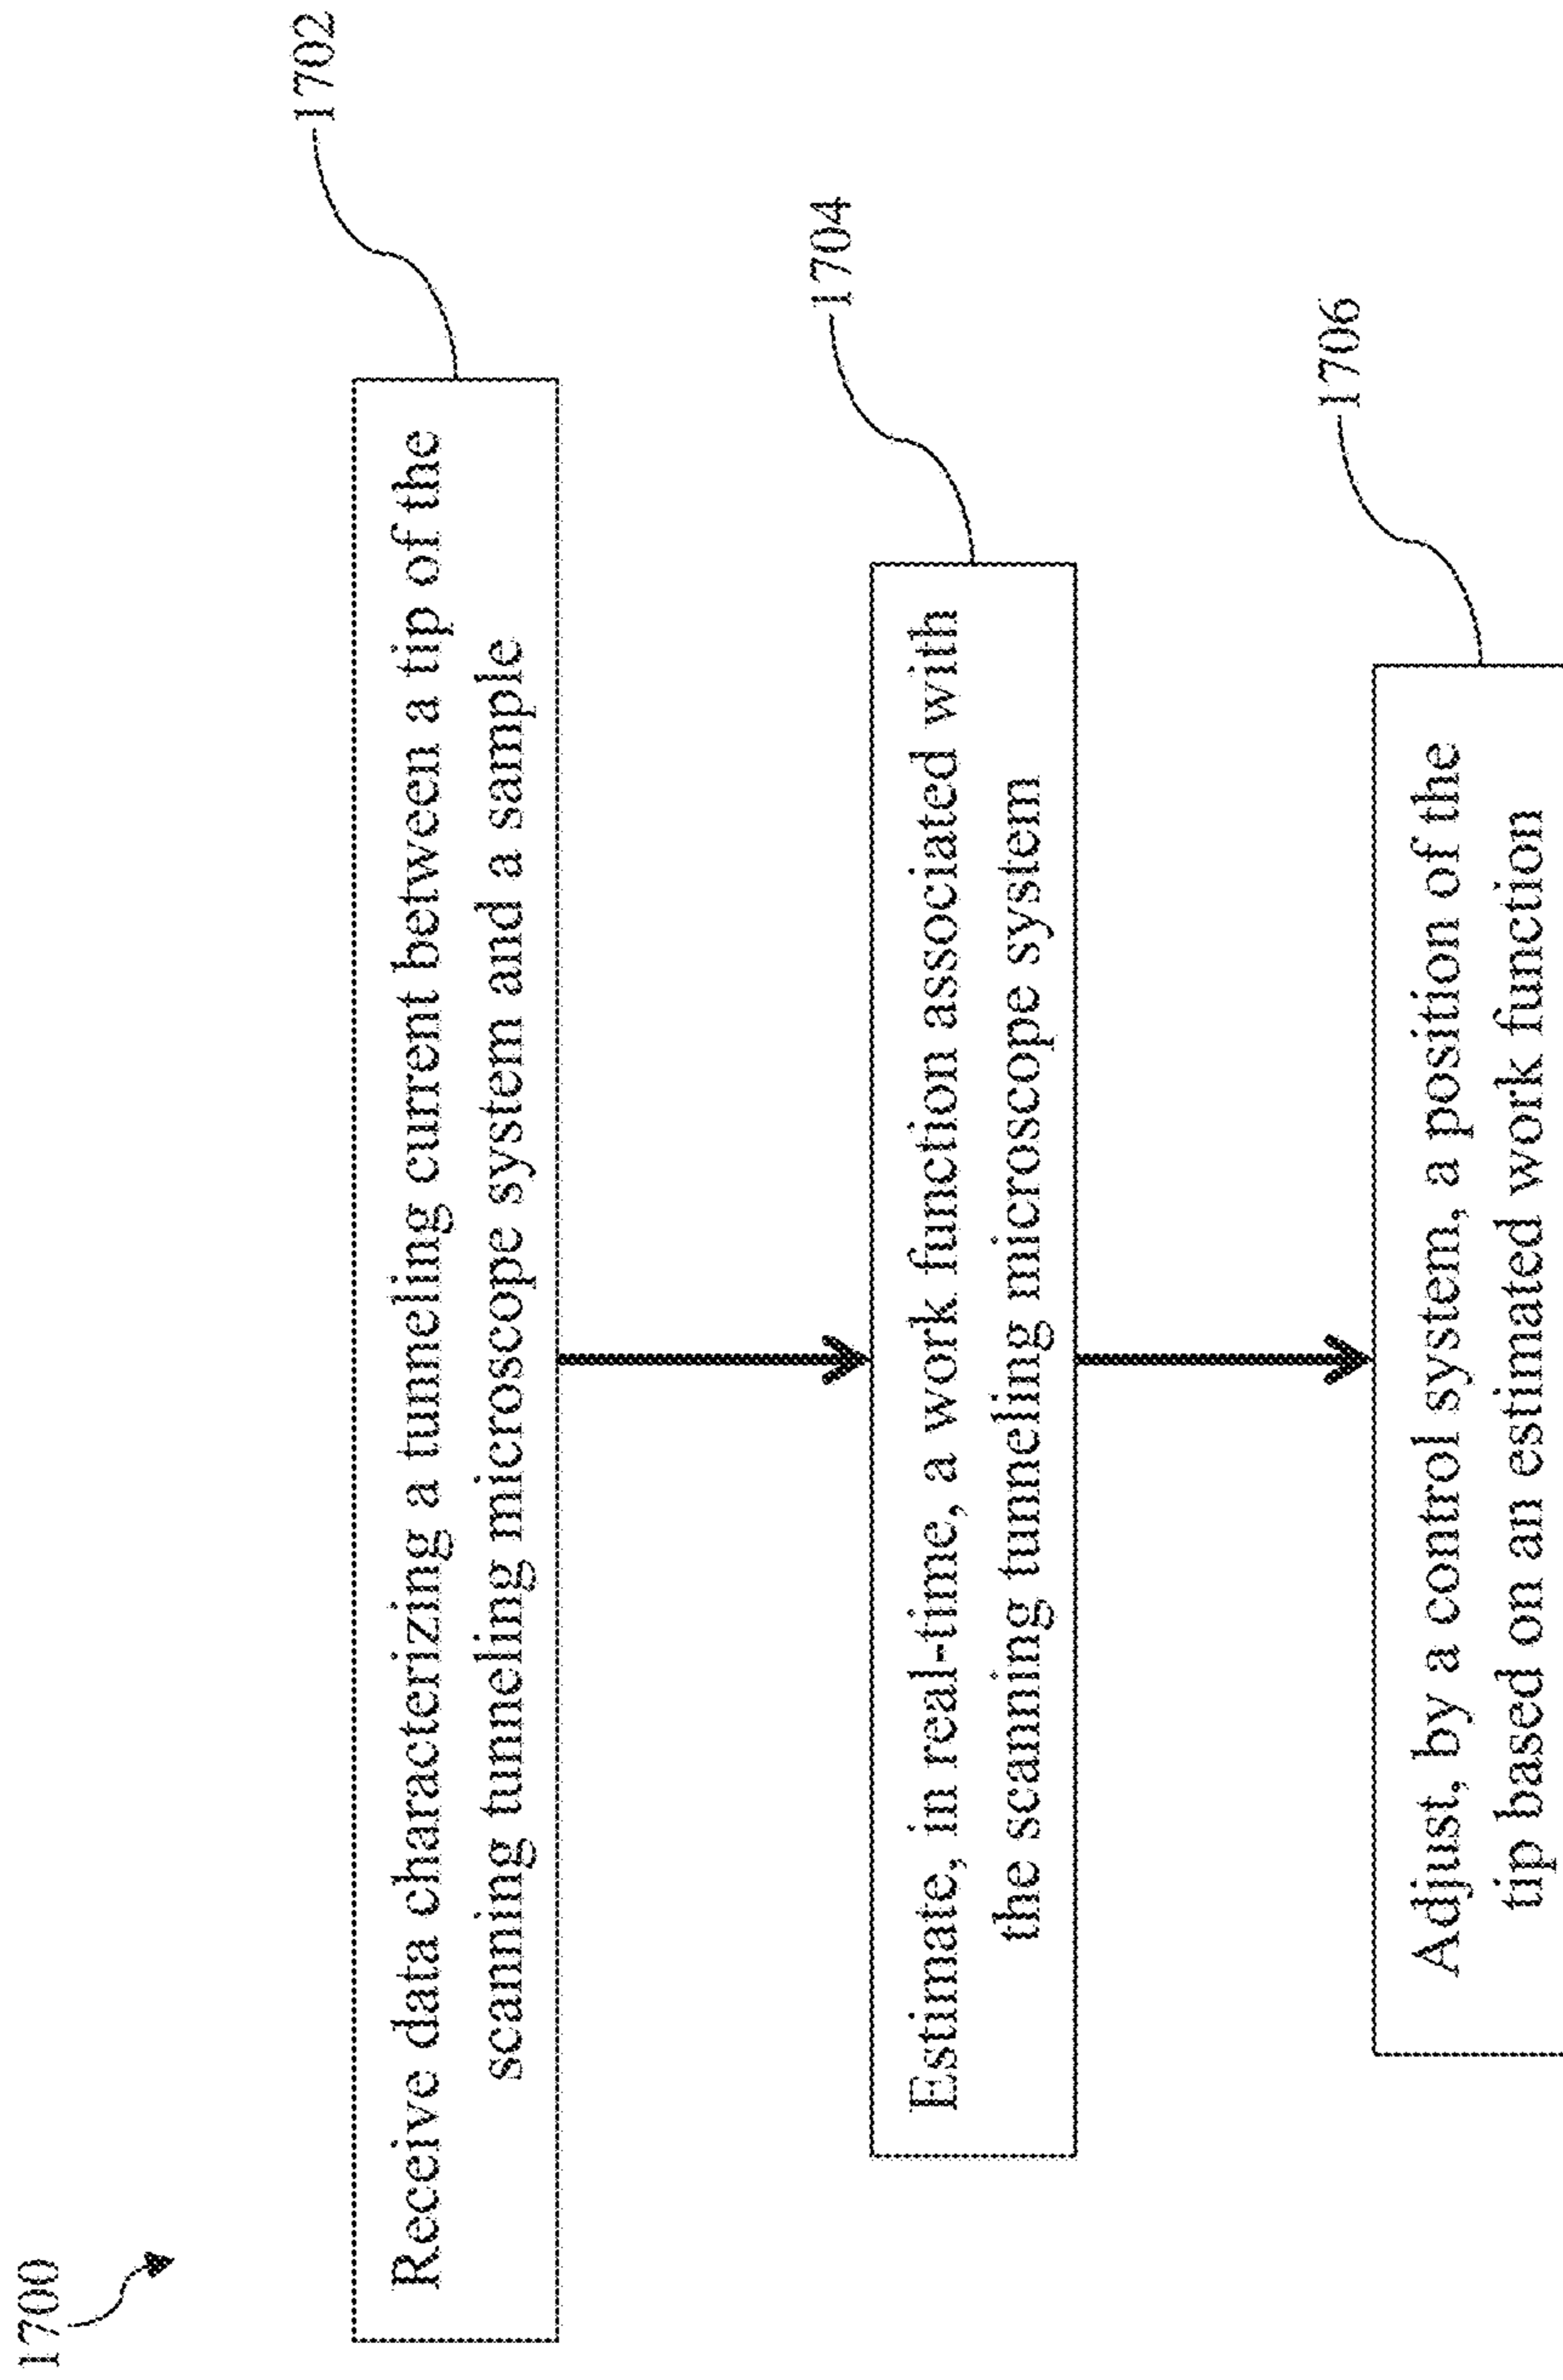 1700
Receive data characterizing a tunneling current between a tip of the
scanning tunneling microscope system and a sample
1702
Estimate, in real-time, a work function associated with
the scanning tunneling microscope system
1704
Adjust, by a control system, a position of the
tip based on an estimated work function
1706